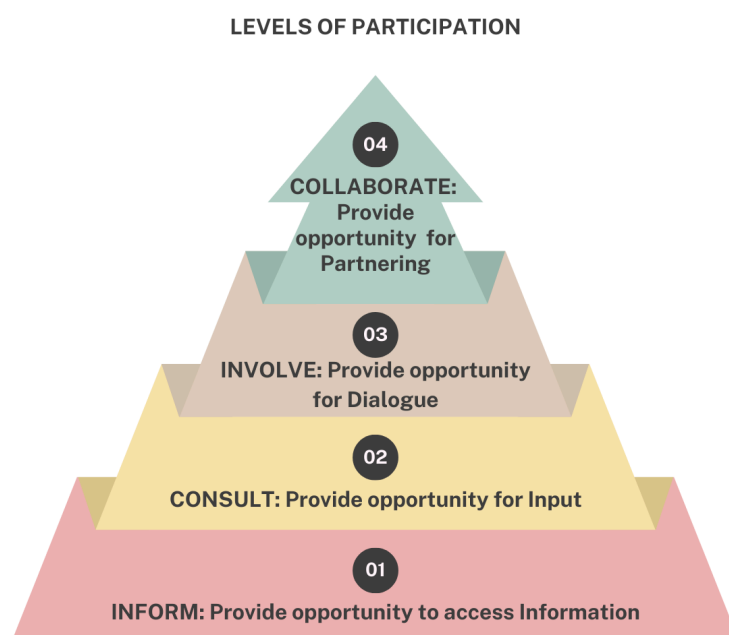 LEVELS OF PARTICIPATION
04
COLLABORATE:
Provide
opportunity for
Partnering
03
INVOLVE: Provide opportunity
for Dialogue
02
CONSULT: Provide opportunity for Input
01
INFORM: Provide opportunity to access Information